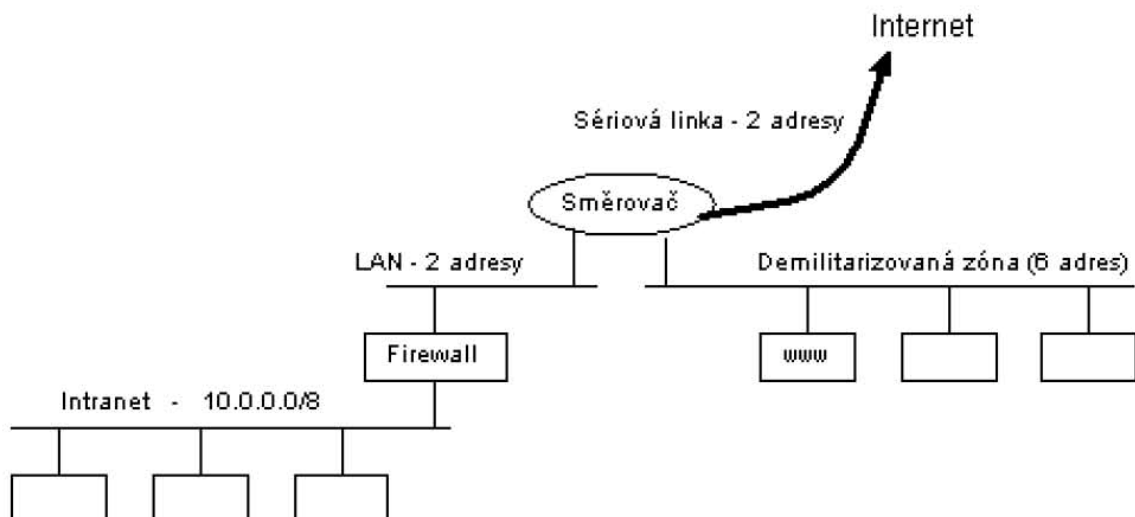 Internet
Sériová linka - 2 adresy
Směrovač
LAN - 2 adresy
Demilitarizovaná zóna (6 adres)
Firewall
www
Intranet - 10.0.0.0/8